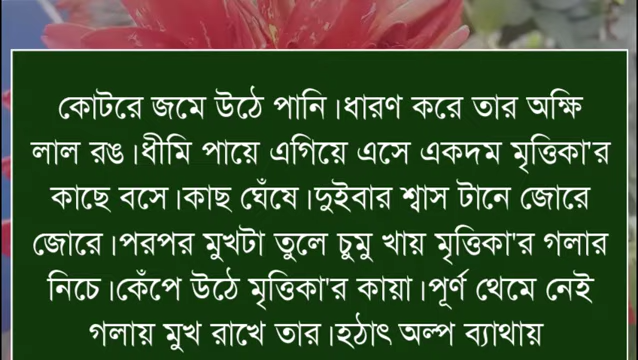 কোটরে জমে উঠে পানি।ধারণ করে তার অক্ষি
লাল রঙ।ধীমি পায়ে এগিয়ে এসে একদম মৃত্তিকা'র
কাছে বসে।কাছ ঘেঁষে।দুইবার শ্বাস টানে জোরে
জোরে।পরপর মুখটা তুলে চুমু খায় মৃত্তিকা'র গলার
নিচে।কেঁপে উঠে মৃত্তিকা'র কায়া।পূর্ণ থেমে নেই
গলায় মুখ রাখে তার।হঠাৎ অল্প ব্যাথায়